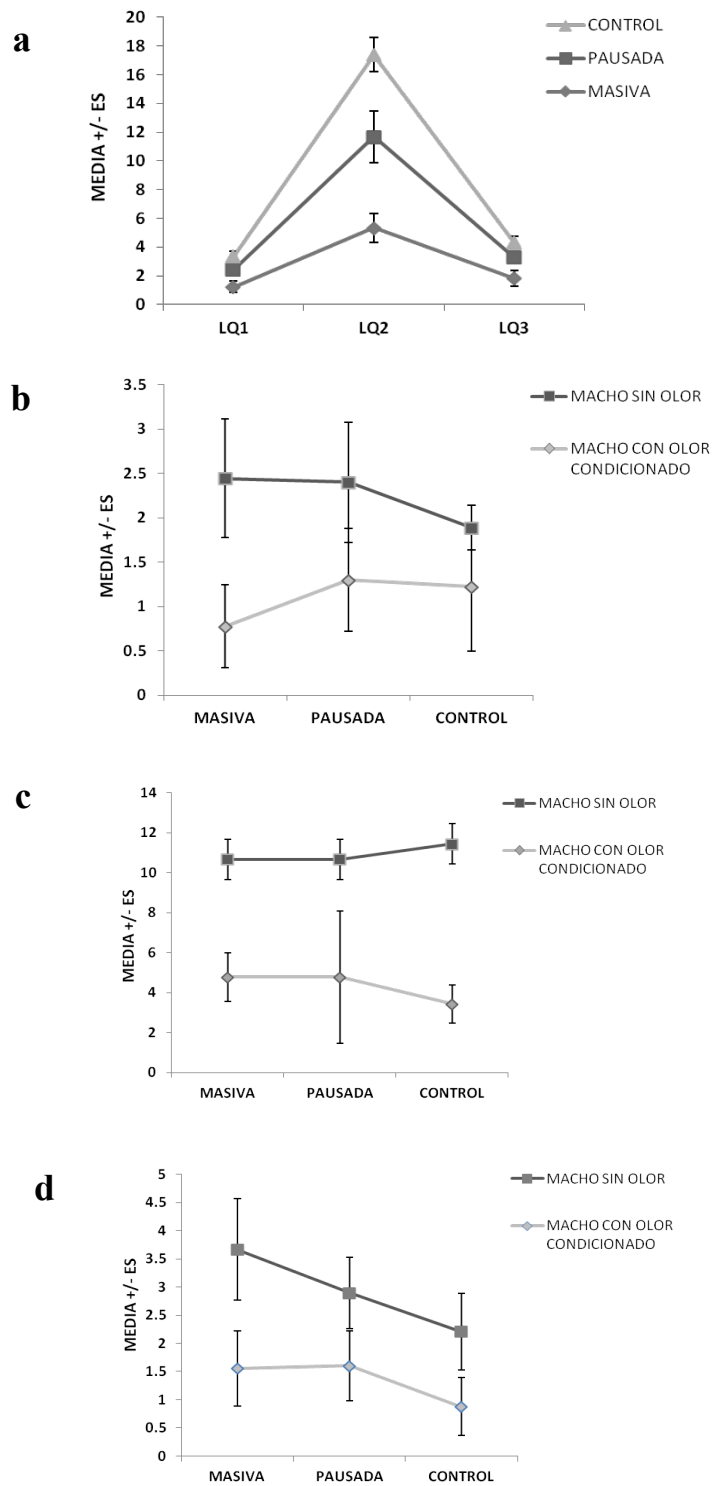 a
MEDIA +/- ES
20
18
16
14
12
10
8
6
4
2
0
LQ1 LQ2 LQ3
CONTROL
PAUSADA
MASIVA
b
MEDIA +/- ES
3.5
3
2.5
2
1.5
1
0.5
0
MASIVA PAUSADA CONTROL
MACHO SIN OLOR
MACHO CON OLOR
CONDICIONADO
c
MEDIA +/- ES
14
12
10
8
6
4
2
0
MASIVA PAUSADA CONTROL
MACHO SIN OLOR
MACHO CON OLOR
CONDICIONADO
d
MEDIA +/- ES
5
4.5
4
3.5
3
2.5
2
1.5
1
0.5
0
MASIVA PAUSADA CONTROL
MACHO SIN OLOR
MACHO CON OLOR
CONDICIONADO